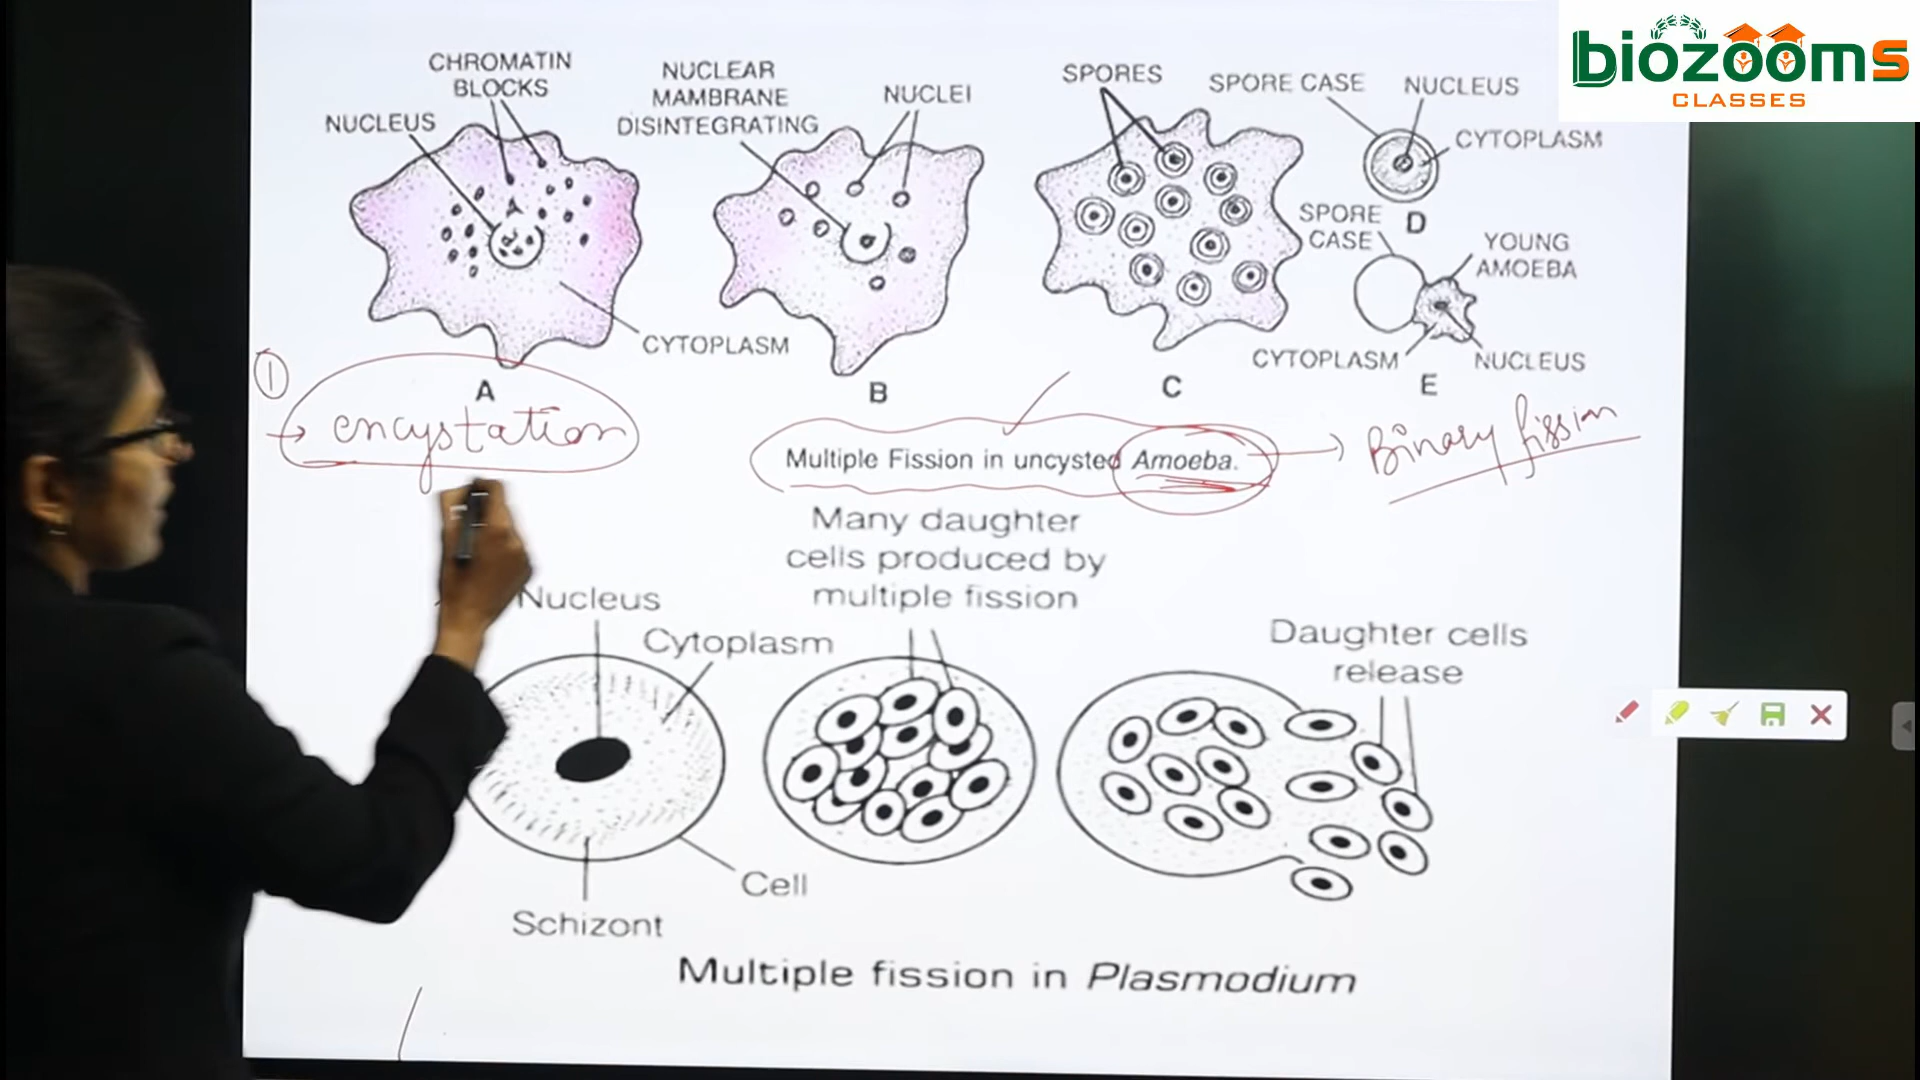 biozooms
CLASSES
CHROMATIN
BLOCKS
NUCLEUS
NUCLEAR
MAMBRANE
DISINTEGRATING
NUCLEI
SPORES
SPORE CASE
NUCLEUS
CYTOPLASM
D
SPORE
CASE
YOUNG
AMOEBA
CYTOPLASM
CYTOPLASM
NUCLEUS
A
B
C
E
1
→ encystation
Multiple Fission in uncysted Amoeba.
→ Binary fission
Many daughter
cells produced by
multiple fission
Nucleus
Cytoplasm
Daughter cells
release
Cell
Schizont
Multiple fission in Plasmodium